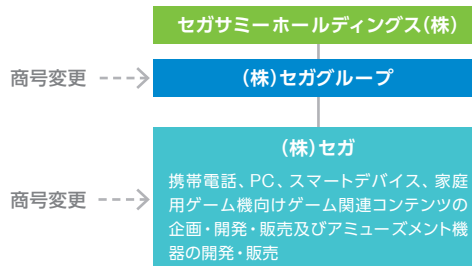 セガサミーホールディングス(株)
商号変更
(株)セガグループ
(株)セガ
商号変更
携帯電話、PC、スマートデバイス、家庭
用ゲーム機向けゲーム関連コンテンツの
企画・開発・販売及びアミューズメント機
器の開発・販売